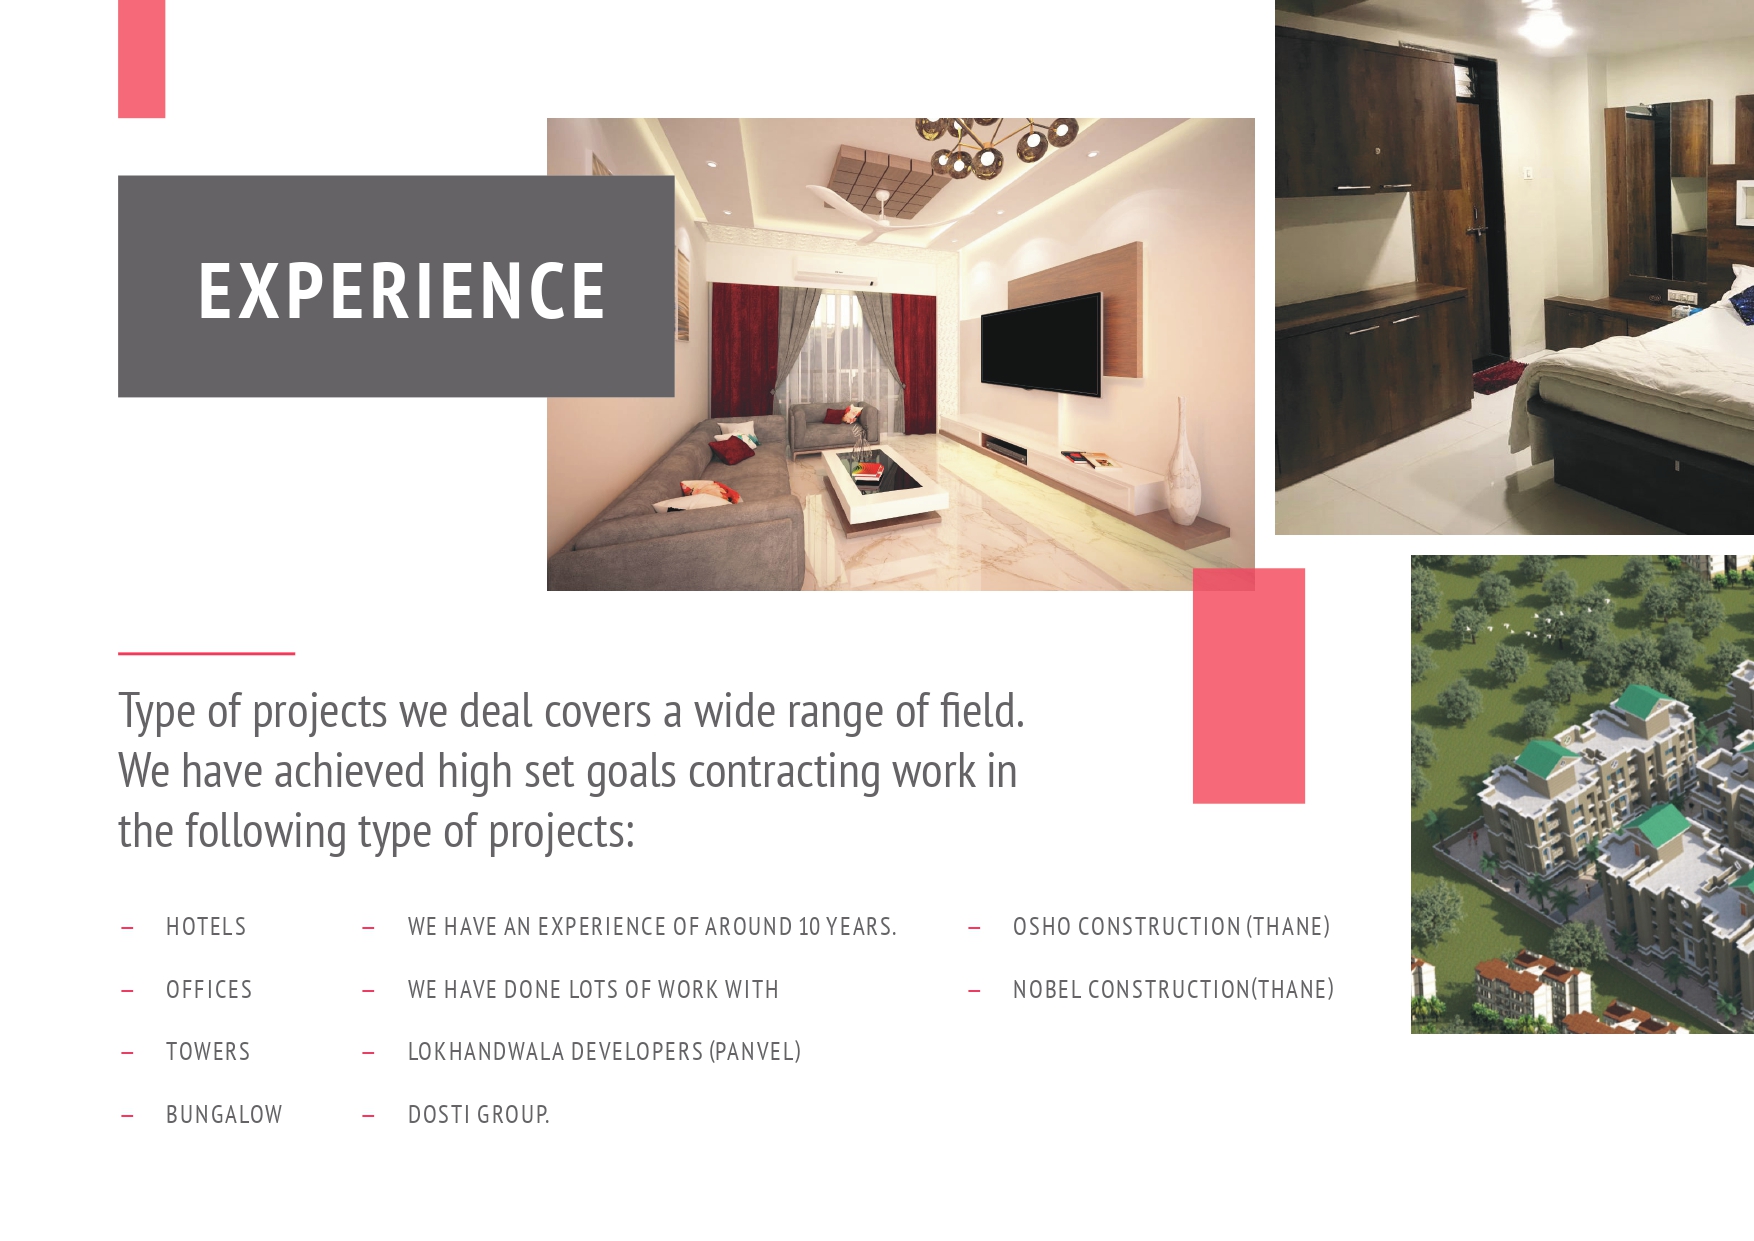 EXPERIENCE
Type of projects we deal covers a wide range of field.
We have achieved high set goals contracting work in
the following type of projects:
– HOTELS
– OFFICES
– TOWERS
– BUNGALOW
– WE HAVE AN EXPERIENCE OF AROUND 10 YEARS.
– WE HAVE DONE LOTS OF WORK WITH
– LOKHANDWALA DEVELOPERS (PANVEL)
– DOSTI GROUP.
– OSHO CONSTRUCTION (THANE)
– NOBEL CONSTRUCTION(THANE)